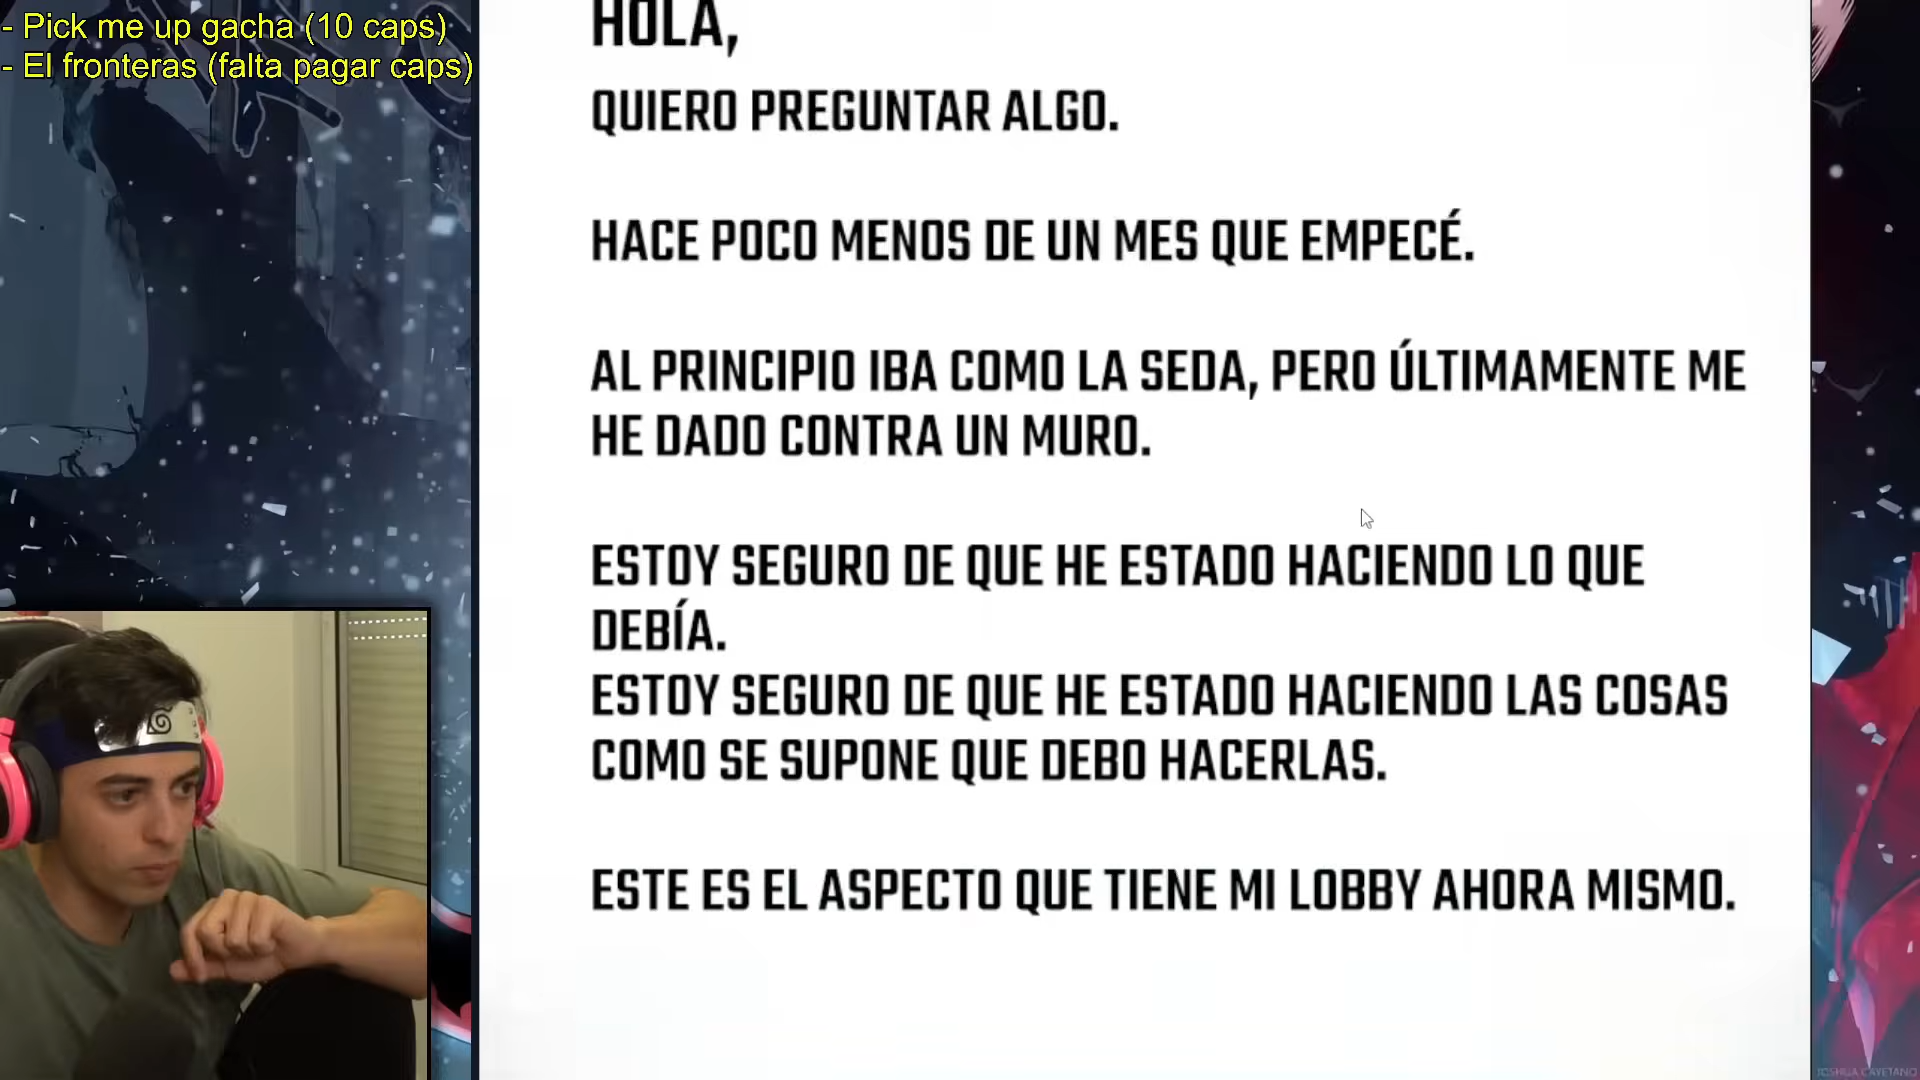 - Pick me up gacha (10 caps)
- El fronteras (falta pagar caps)
HOLA,
QUIERO PREGUNTAR ALGO.
HACE POCO MENOS DE UN MES QUE EMPECÉ.
AL PRINCIPIO IBA COMO LA SEDA, PERO ÚLTIMAMENTE ME
HE DADO CONTRA UN MURO.
ESTOY SEGURO DE QUE HE ESTADO HACIENDO LO QUE
DEBÍA.
ESTOY SEGURO DE QUE HE ESTADO HACIENDO LAS COSAS
COMO SE SUPONE QUE DEBO HACERLAS.
ESTE ES EL ASPECTO QUE TIENE MI LOBBY AHORA MISMO.
JOSHUA CAYETANO